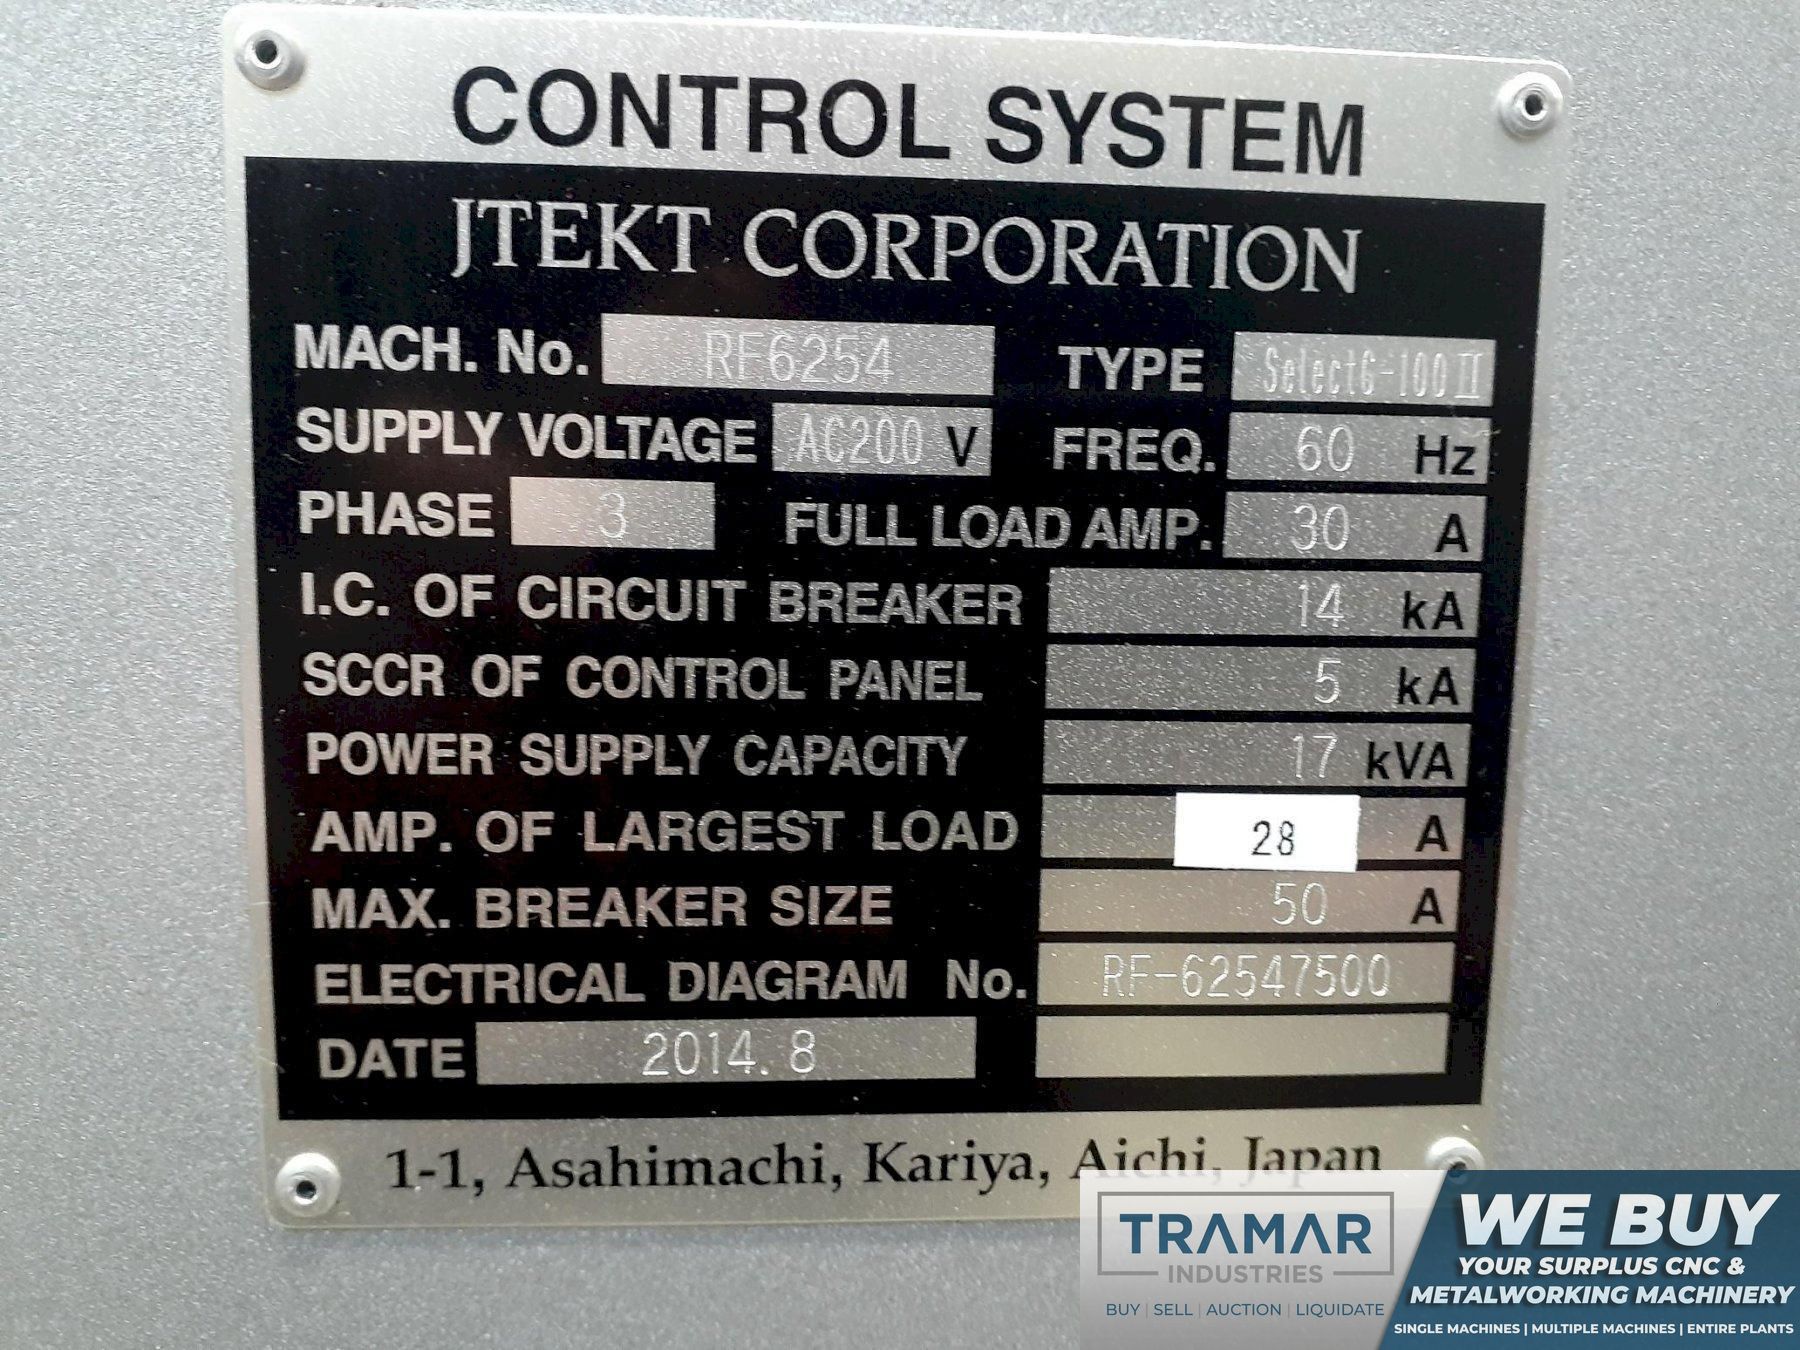 CONTROL SYSTEM
JTEKT CORPORATION
MACH. No. RF6254 TYPE SelectG-100II
SUPPLY VOLTAGE AC200 V FREQ. 60 Hz
PHASE 3 FULL LOAD AMP. 30 A
I.C. OF CIRCUIT BREAKER 14 kA
SCCR OF CONTROL PANEL 5 kA
POWER SUPPLY CAPACITY 17 kVA
AMP. OF LARGEST LOAD 28 A
MAX. BREAKER SIZE 50 A
ELECTRICAL DIAGRAM No. RF-62547500
DATE 2014. 8
1-1, Asahimachi, Kariya, Aichi, Japan
TRAMAR
INDUSTRIES
BUY | SELL | AUCTION | LIQUIDATE
WE BUY
YOUR SURPLUS CNC &
METALWORKING MACHINERY
SINGLE MACHINES | MULTIPLE MACHINES | ENTIRE PLANTS